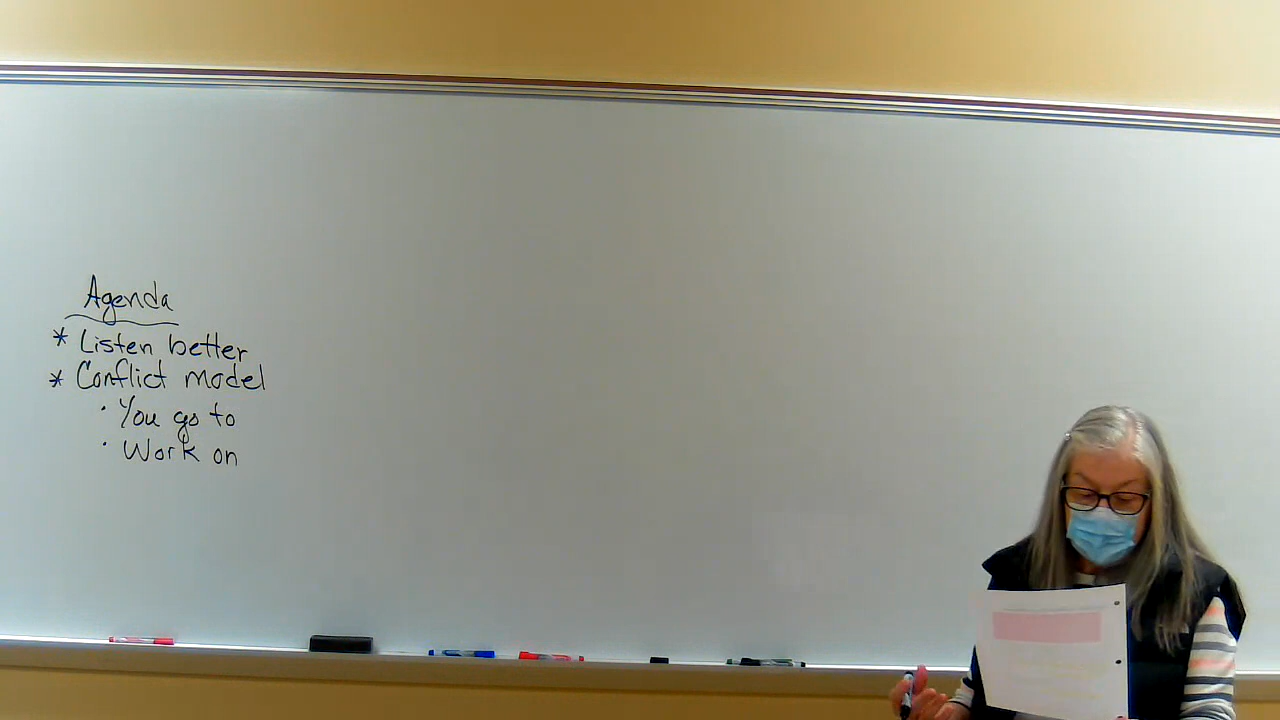 Agenda
* Listen better
* Conflict model
· You go to
· Work on